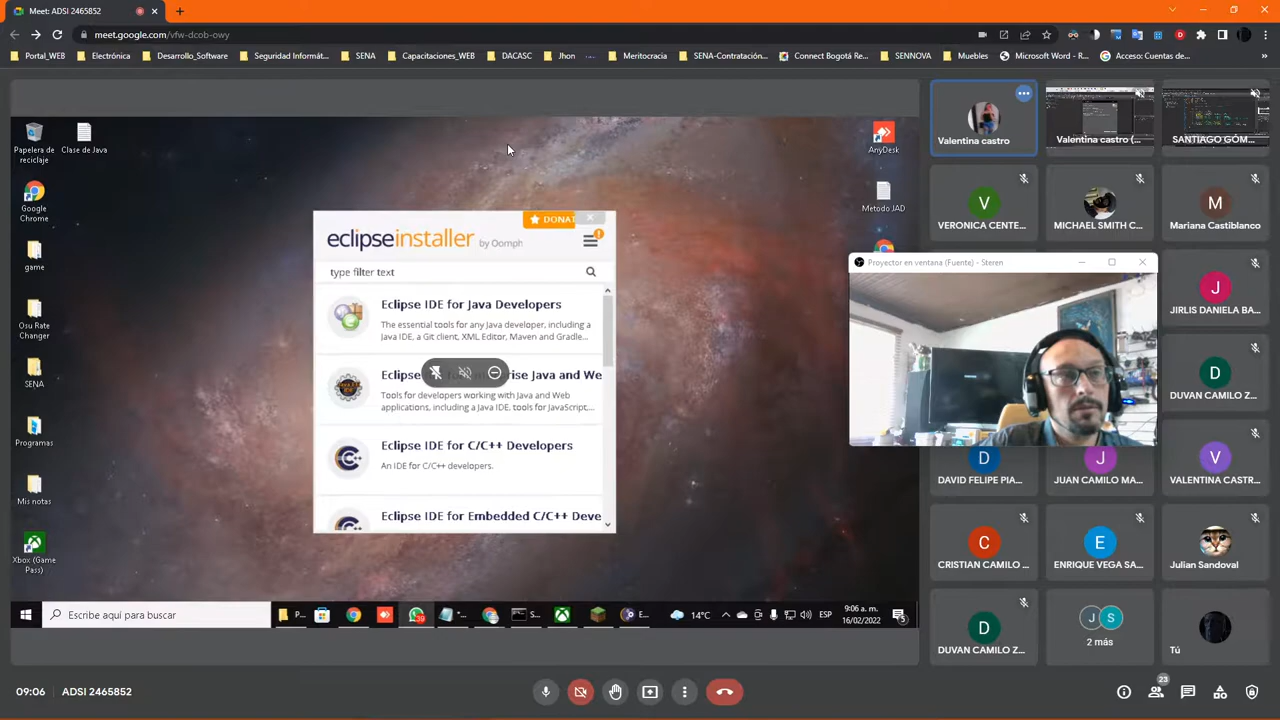 Meet: ADSI 2465852
meet.google.com/vfw-dcob-owy
Portal_WEB
Electrónica
Desarrollo_Software
Seguridad Informát...
SENA
Capacitaciones_WEB
DACASC
Jhon
Meritocracia
SENA-Contratación...
Connect Bogotá Re...
SENNOVA
Muebles
Microsoft Word - R...
Acceso: Cuentas de...
Papelera de
reciclaje
Clase de Java
Google
Chrome
game
Osu Rate
Changer
SENA
Programas
Mis notas
Xbox (Game
Pass)
AnyDesk
Metodo JAD
DONAT
eclipseinstaller by Oomph
type filter text
Eclipse IDE for Java Developers
The essential tools for any Java developer, including a
Java IDE, a Git client, XML Editor, Maven and Gradle...
Eclipse
rise Java and We
Tools for developers working with Java and Web
applications, including a Java IDE, tools for JavaScript,...
Eclipse IDE for C/C++ Developers
An IDE for C/C++ developers.
Eclipse IDE for Embedded C/C++ Deve
Escribe aquí para buscar
P...
39
"...
S...
E...
14°C
ESP
9:06 a. m.
16/02/2022
5
Valentina castro
Valentina castro (...
SANTIAGO GÓM...
V
VERONICA CENTE...
MICHAEL SMITH C...
M
Mariana Castiblanco
Proyector en ventana (Fuente) - Steren
J
JIRLIS DANIELA BA...
D
DUVAN CAMILO Z...
D
DAVID FELIPE PIA...
J
JUAN CAMILO MA...
V
VALENTINA CASTR...
C
CRISTIAN CAMILO ...
E
ENRIQUE VEGA SA...
Julian Sandoval
D
DUVAN CAMILO Z...
J S
2 más
Tú
09:06
ADSI 2465852
23